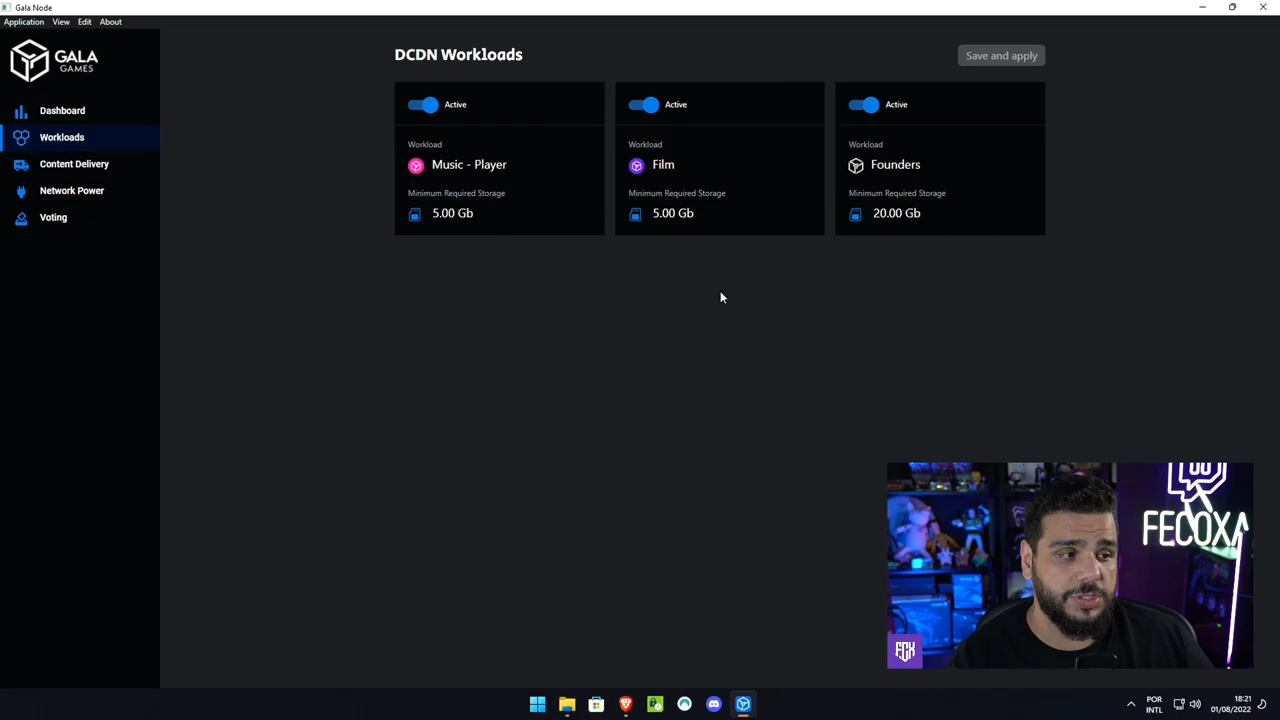 Gala Node
Application View Edit About
GALA
GAMES
Dashboard
Workloads
Content Delivery
Network Power
Voting
DCDN Workloads
Save and apply
Active
Workload
Music - Player
Minimum Required Storage
5.00 Gb
Active
Workload
Film
Minimum Required Storage
5.00 Gb
Active
Workload
Founders
Minimum Required Storage
20.00 Gb
FECOXA
FCX
POR
INTL
18:21
01/08/2022